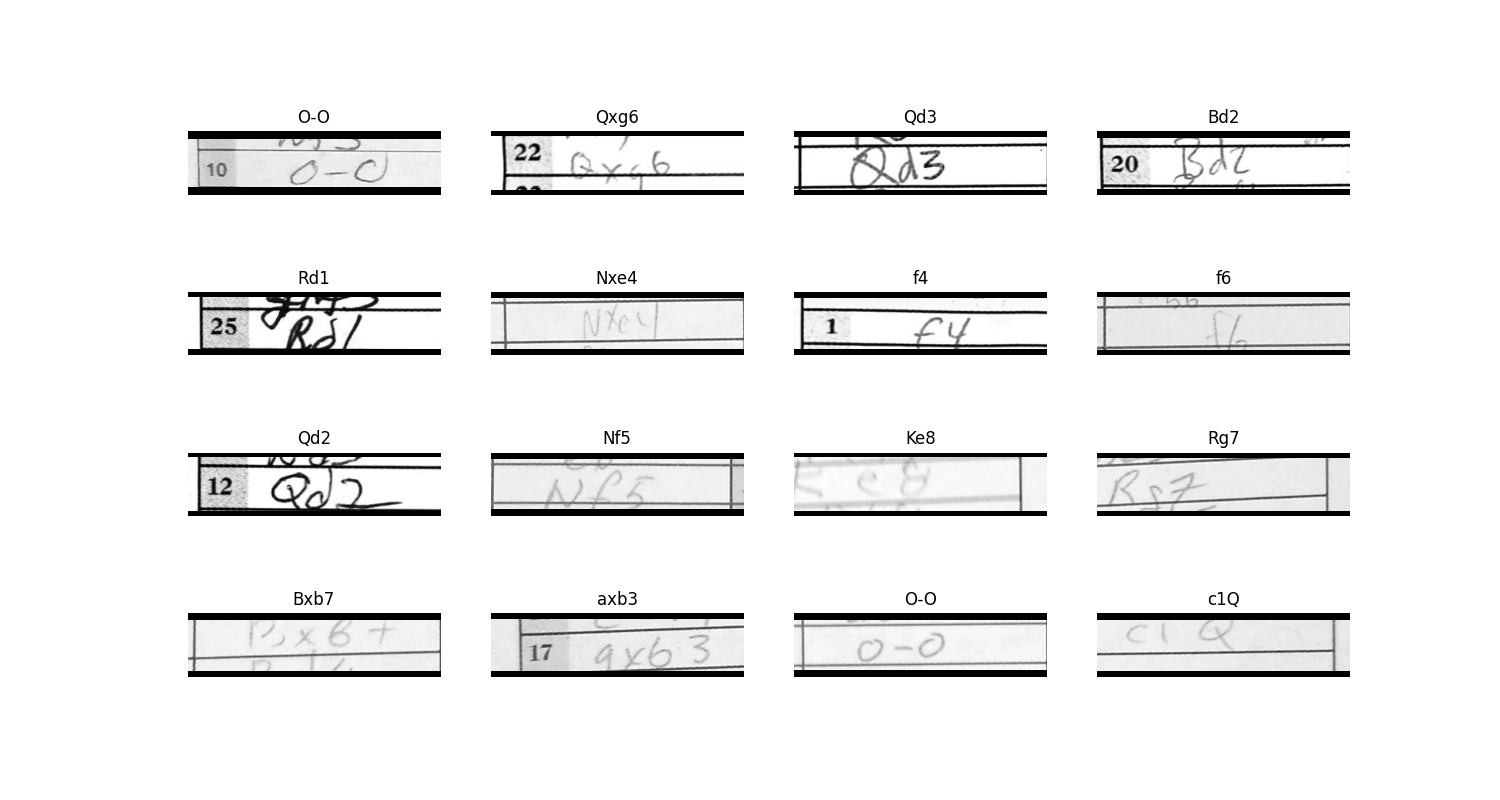 O-O Qxg6 Qd3 Bd2
10 O-O 22 Qxg6 Qd3 20 Bd2
Rd1 Nxe4 f4 f6
25 Rd1 Nxe4 1 f4 f6
Qd2 Nf5 Ke8 Rg7
12 Qd2 Nf5 Ke8 Rg7
Bxb7 axb3 O-O c1Q
Bxb7 17 axb3 O-O c1Q